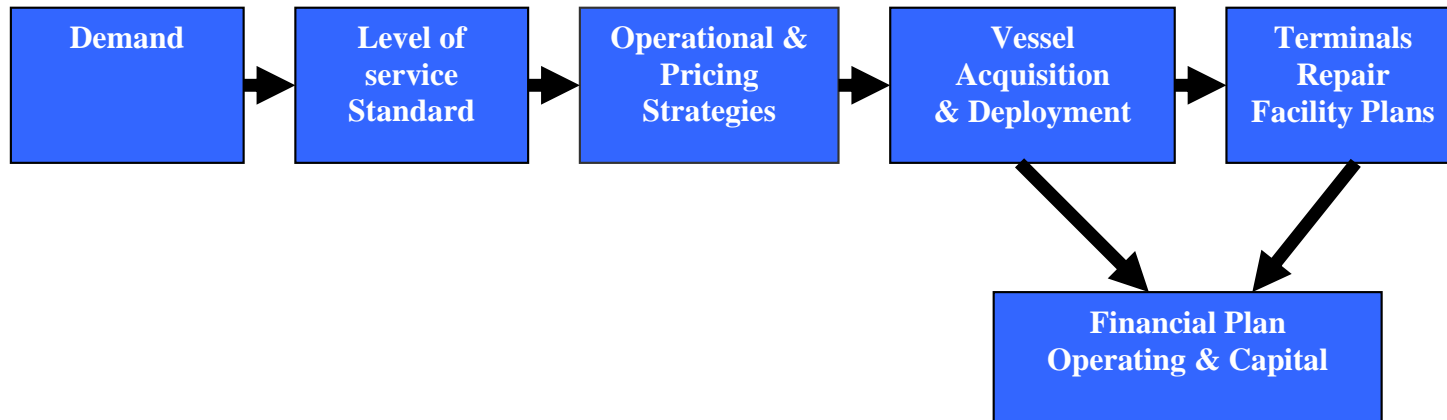 Demand
Level of
service
Standard
Operational &
Pricing
Strategies
Vessel
Acquisition
& Deployment
Terminals
Repair
Facility Plans
Financial Plan
Operating & Capital